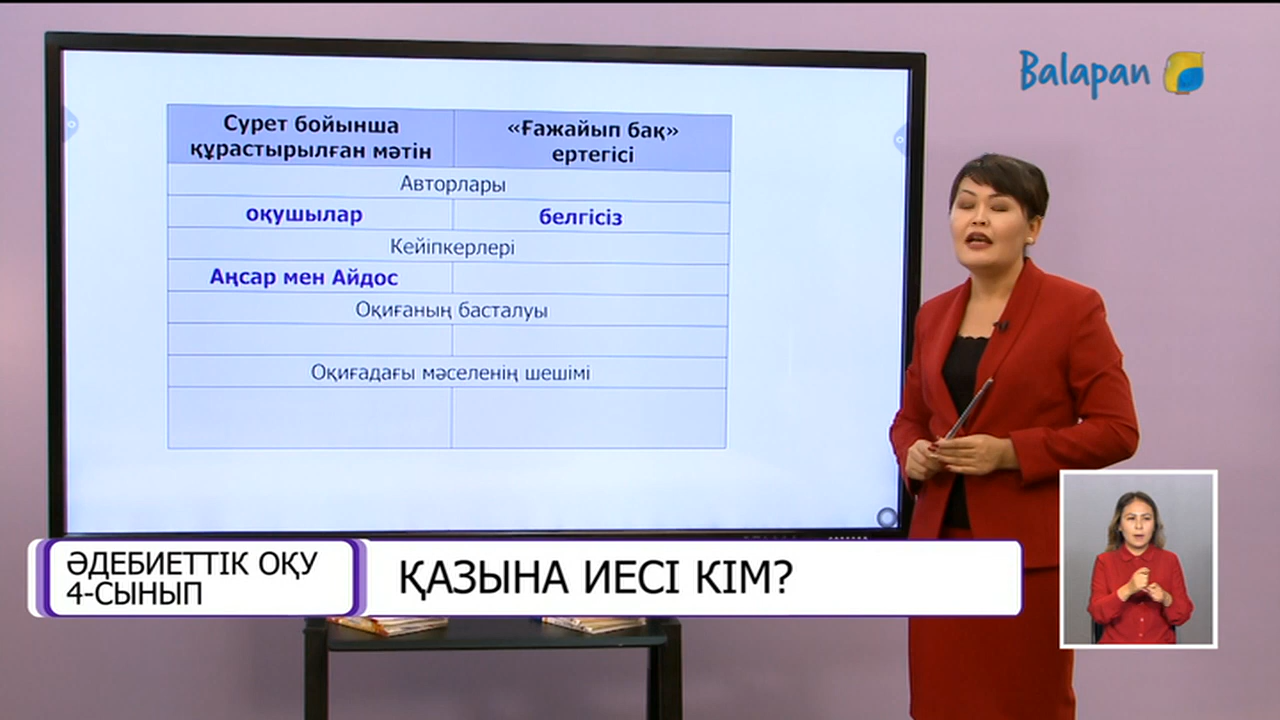 Balapan
Сурет бойынша
құрастырылған мәтін
«Ғажайып бақ»
ертегісі
Авторлары
оқушылар
белгісіз
Кейіпкерлері
Аңсар мен Айдос
Оқиғаның басталуы
Оқиғадағы мәселенің шешімі
ӘДЕБИЕТТІК ОҚУ
4-СЫНЫП
ҚАЗЫНА ИЕСІ КІМ?